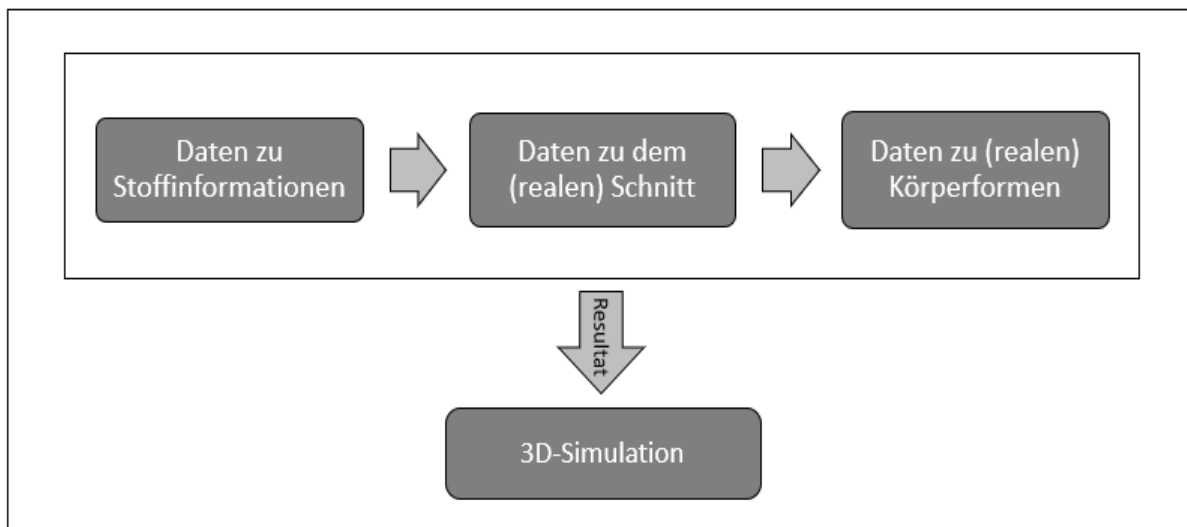 Daten zu
Stoffinformationen
Daten zu dem
(realen) Schnitt
Daten zu (realen)
Körperformen
Resultat
3D-Simulation